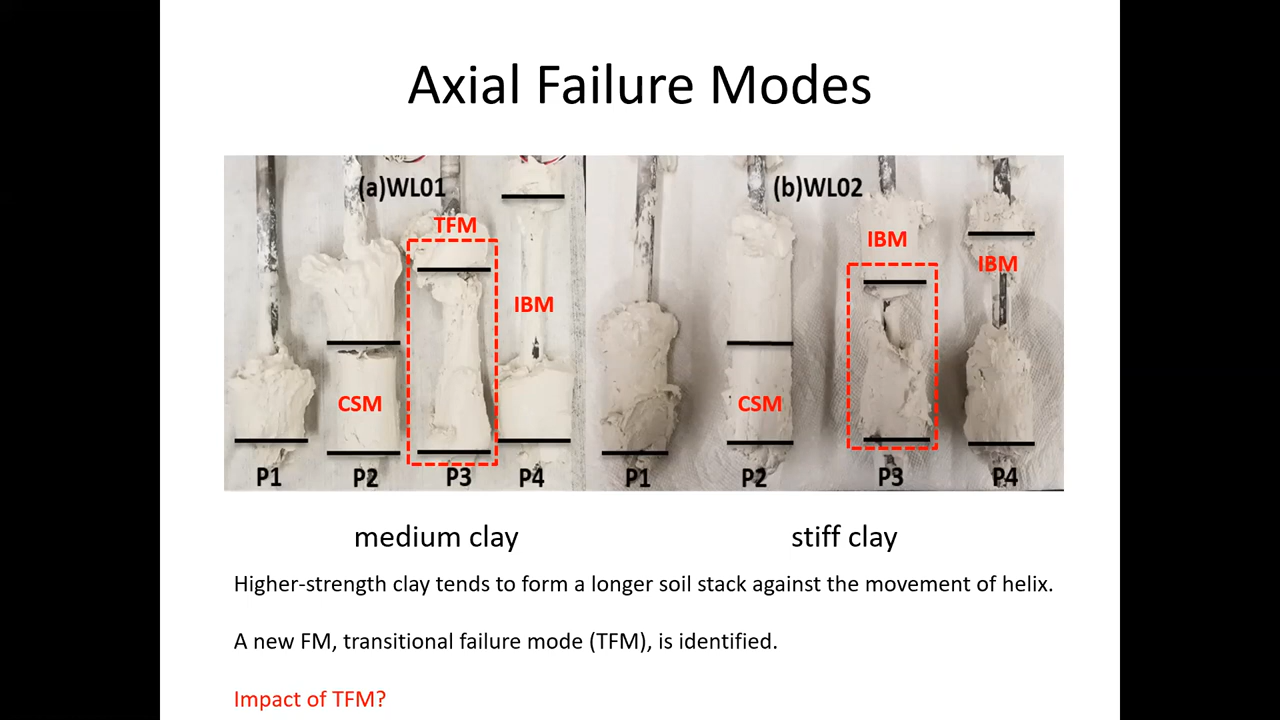 Axial Failure Modes
(a)WL01
(b)WL02
TFM
IBM
IBM
IBM
CSM
CSM
P1
P2
P3
P4
P1
P2
P3
P4
medium clay
stiff clay
Higher-strength clay tends to form a longer soil stack against the movement of helix.
A new FM, transitional failure mode (TFM), is identified.
Impact of TFM?